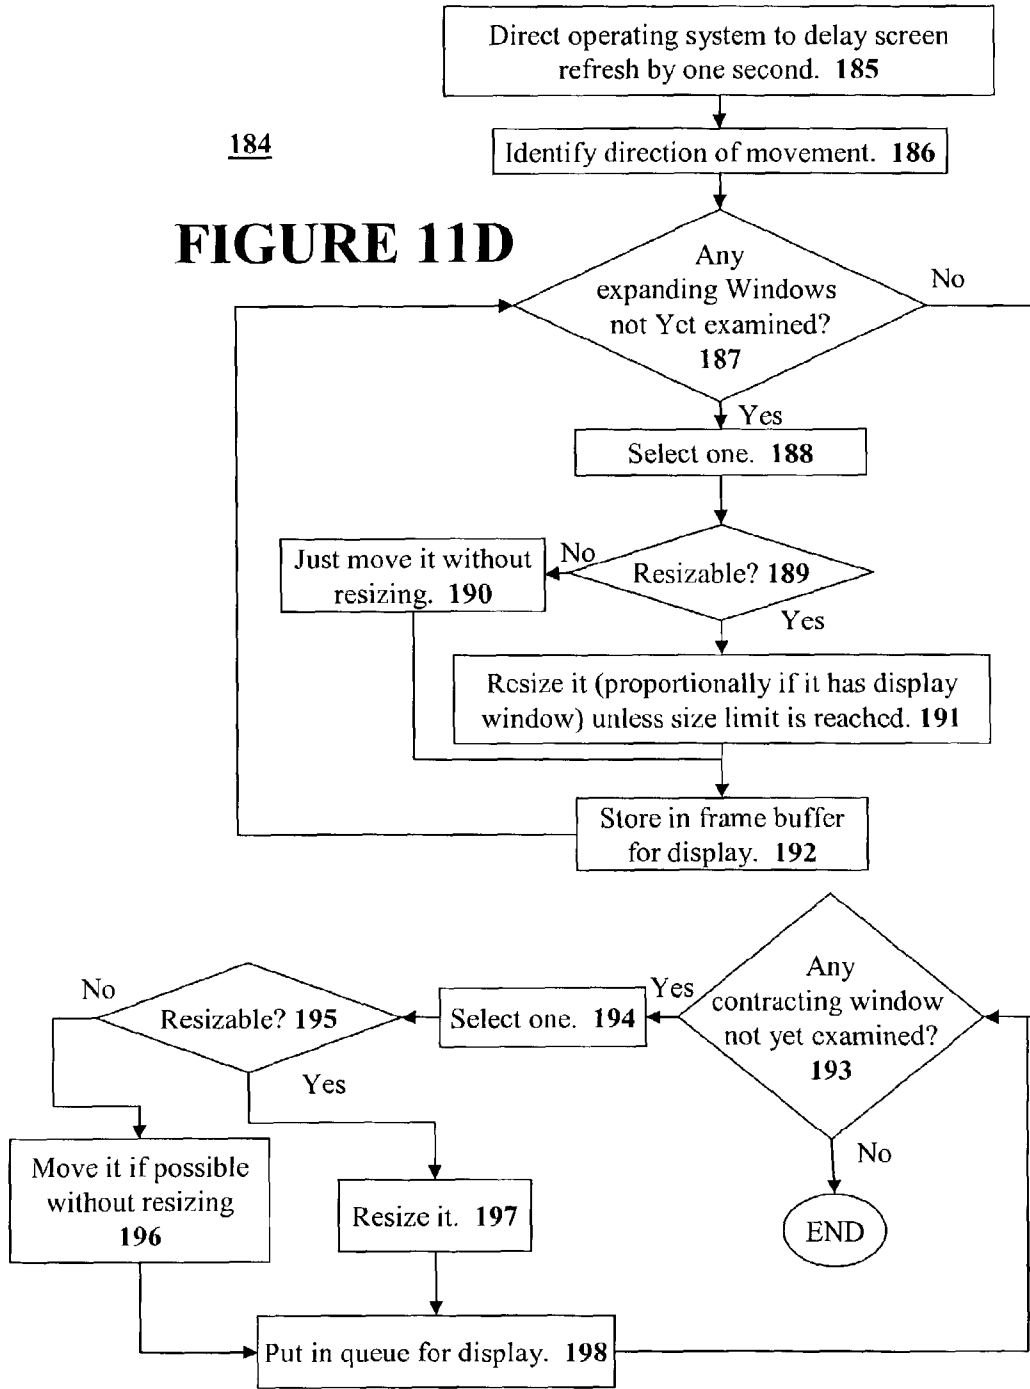 Direct operating system to delay screen
refresh by one second. 185
184
Identify direction of movement. 186
FIGURE 11D
Any
expanding Windows
not Yet examined?
187
No
Yes
Select one. 188
Resizable? 189
No
Just move it without
resizing. 190
Yes
Resize it (proportionally if it has display
window) unless size limit is reached. 191
Store in frame buffer
for display. 192
Any
contracting window
not yet examined?
193
Yes
Select one. 194
Resizable? 195
No
Yes
No
Move it if possible
without resizing
196
Resize it. 197
END
Put in queue for display. 198